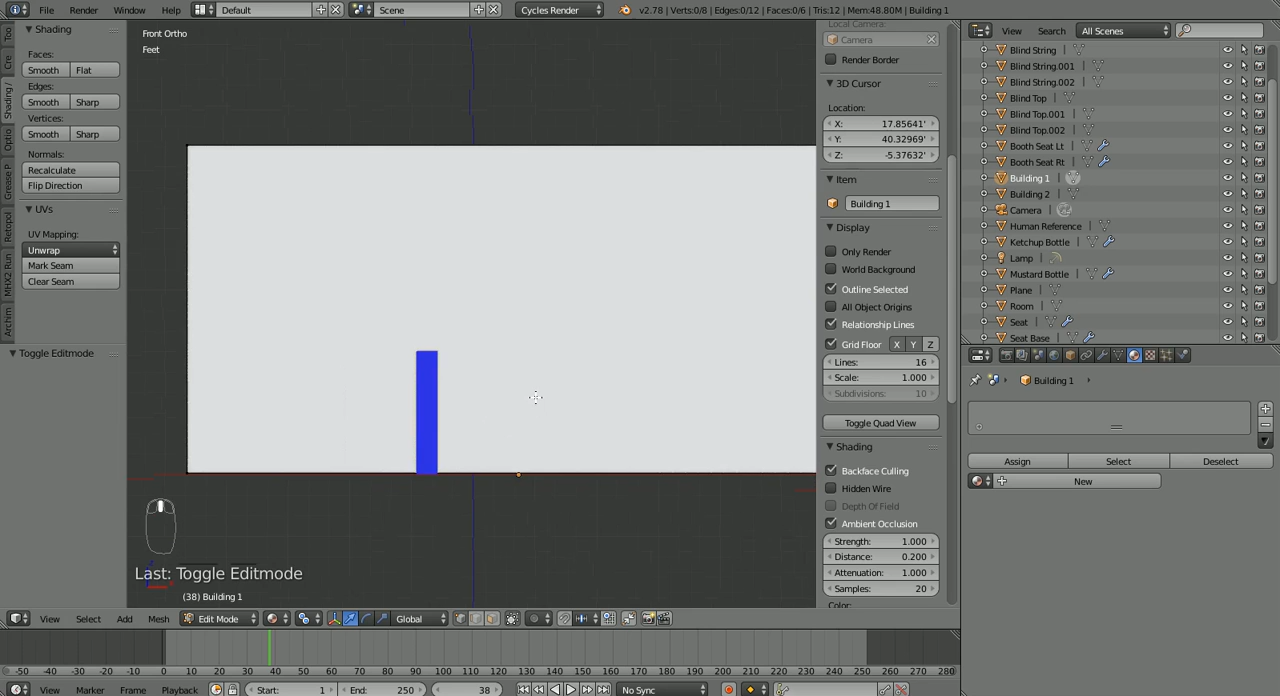 File Render Window Help Default Scene Cycles Render v2.78 | Verts:0/8 | Edges:0/12 | Faces:0/6 | Tris:12 | Mem:48.80M | Building 1
Shading
Faces:
Smooth Flat
Edges:
Smooth Sharp
Vertices:
Smooth Sharp
Normals:
Recalculate
Flip Direction
UVs
UV Mapping:
Unwrap
Mark Seam
Clear Seam
Toggle Editmode
Too
Cre
Shading /
Optio
Grease P
Retopol
MHX2 Run
Archim
Front Ortho
Feet
Last: Toggle Editmode
(38) Building 1
Local Camera:
Camera
Render Border
3D Cursor
Location:
X: 17.85641'
Y: 40.32969'
Z: -5.37632'
Item
Building 1
Display
Only Render
World Background
Outline Selected
All Object Origins
Relationship Lines
Grid Floor X Y Z
Lines: 16
Scale: 1.000
Subdivisions: 10
Toggle Quad View
Shading
Backface Culling
Hidden Wire
Depth Of Field
Ambient Occlusion
Strength: 1.000
Distance: 0.200
Attenuation: 1.000
Samples: 20
Color:
View Search All Scenes
Blind String
Blind String.001
Blind String.002
Blind Top
Blind Top.001
Blind Top.002
Booth Seat Lt
Booth Seat Rt
Building 1
Building 2
Camera
Human Reference
Ketchup Bottle
Lamp
Mustard Bottle
Plane
Room
Seat
Seat Base
Building 1
Assign Select Deselect
New
View Select Add Mesh Edit Mode Global
-50 -40 -30 -20 -10 0 10 20 30 40 50 60 70 80 90 100 110 120 130 140 150 160 170 180 190 200 210 220 230 240 250 260 270 280
View Marker Frame Playback Start: 1 End: 250 38 No Sync